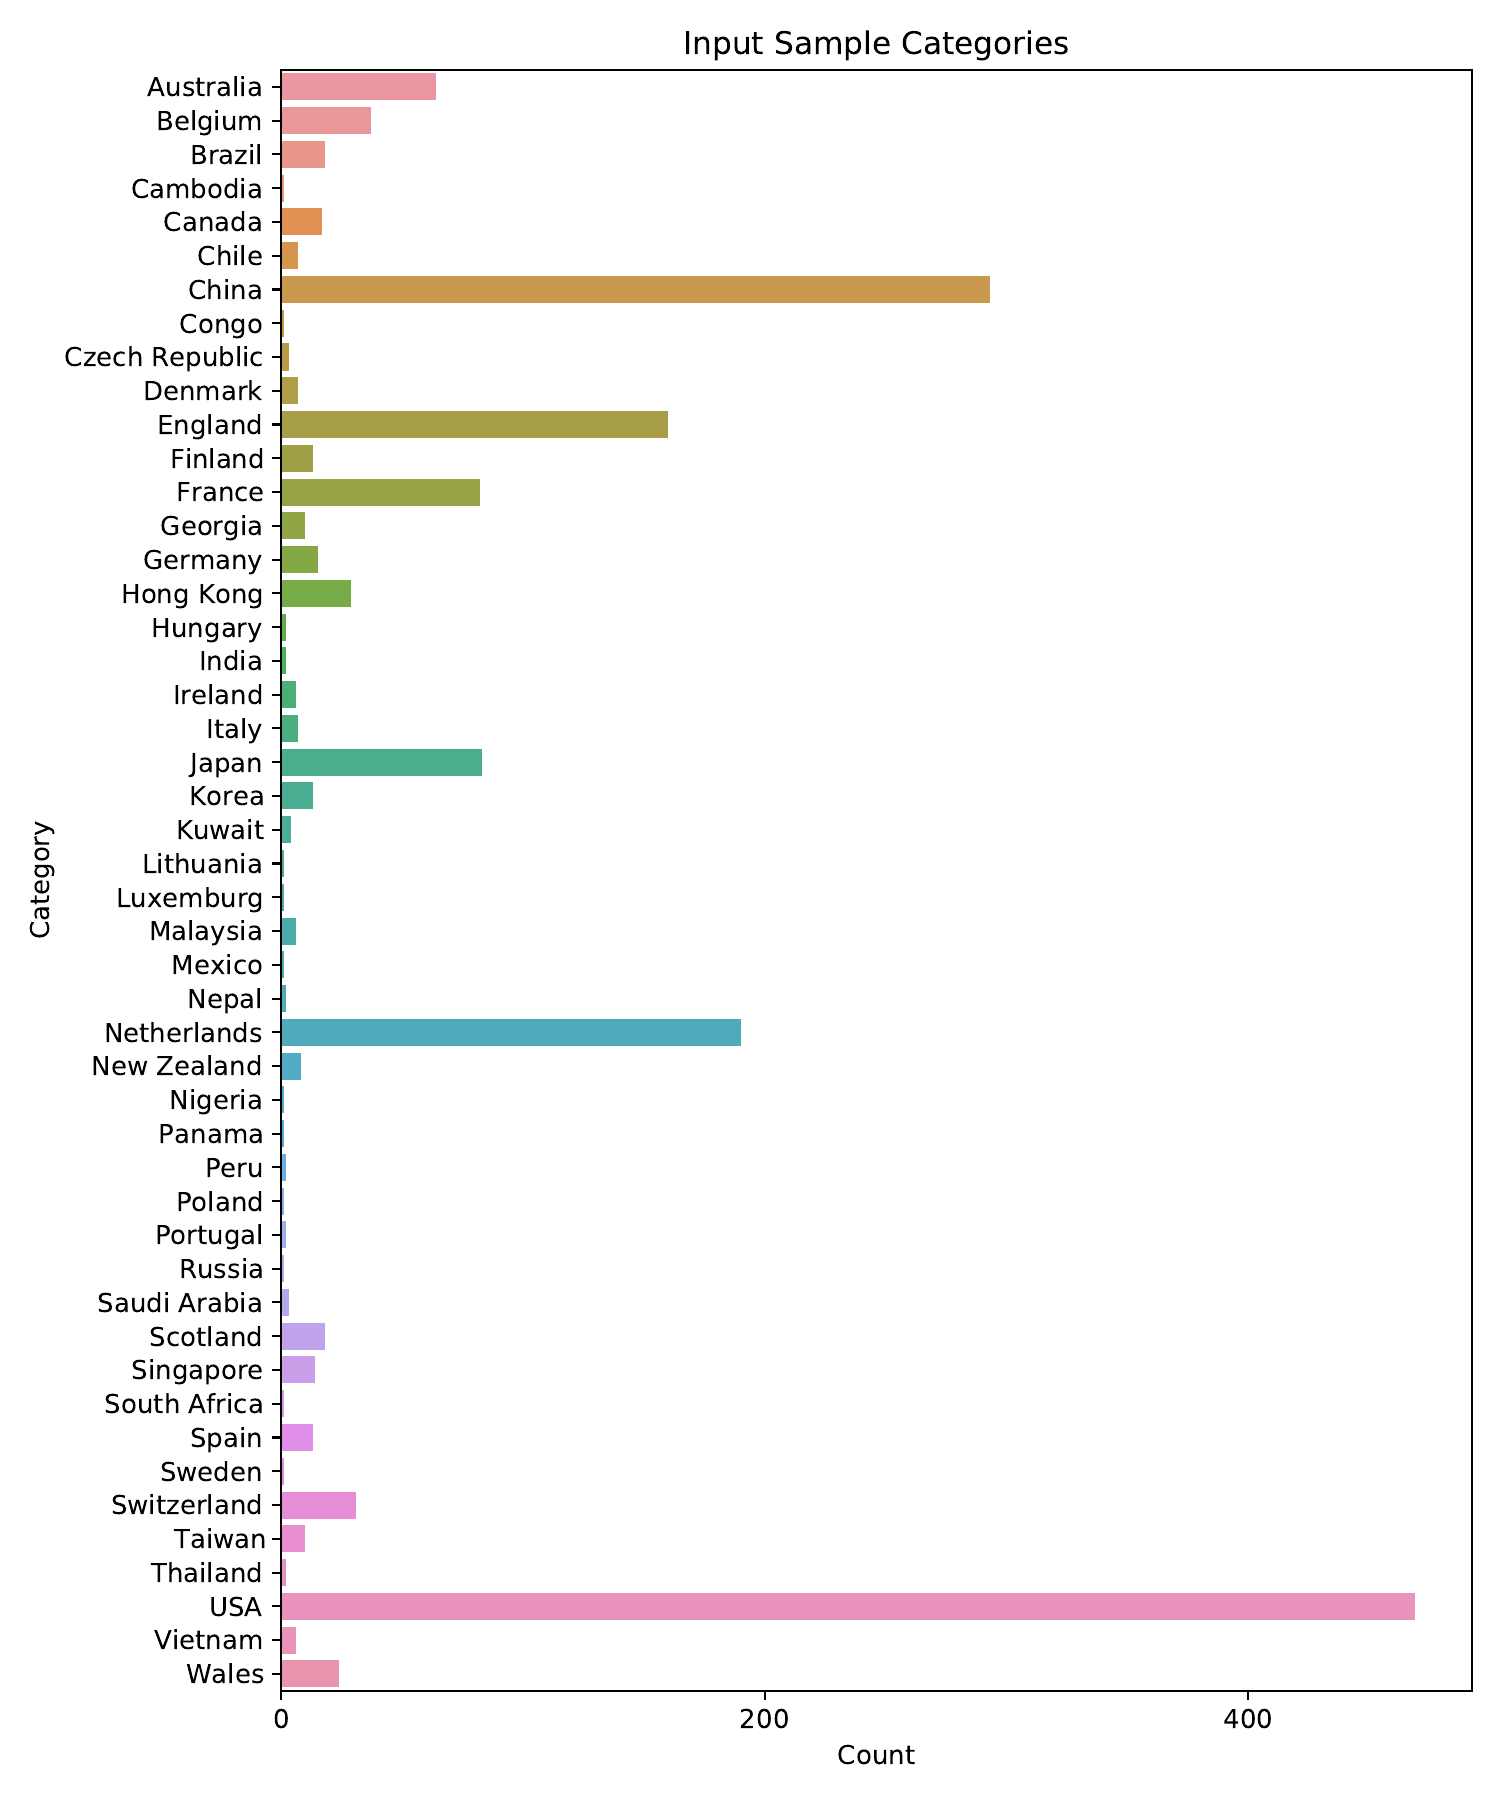 Input Sample Categories
Australia
Belgium
Brazil
Cambodia
Canada
Chile
China
Congo
Czech Republic
Denmark
England
Finland
France
Georgia
Germany
Hong Kong
Hungary
India
Ireland
Italy
Japan
Korea
Kuwait
Lithuania
Luxemburg
Malaysia
Mexico
Nepal
Netherlands
New Zealand
Nigeria
Panama
Peru
Poland
Portugal
Russia
Saudi Arabia
Scotland
Singapore
South Africa
Spain
Sweden
Switzerland
Taiwan
Thailand
USA
Vietnam
Wales
Category
0 200 400
Count